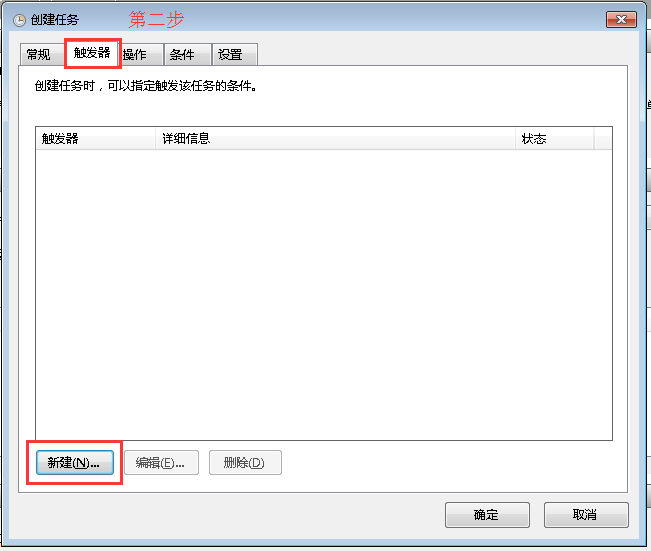 创建任务 第二步
常规 触发器 操作 条件 设置
创建任务时，可以指定触发该任务的条件。
触发器 详细信息 状态
新建(N)... 编辑(E)... 删除(D)
确定 取消